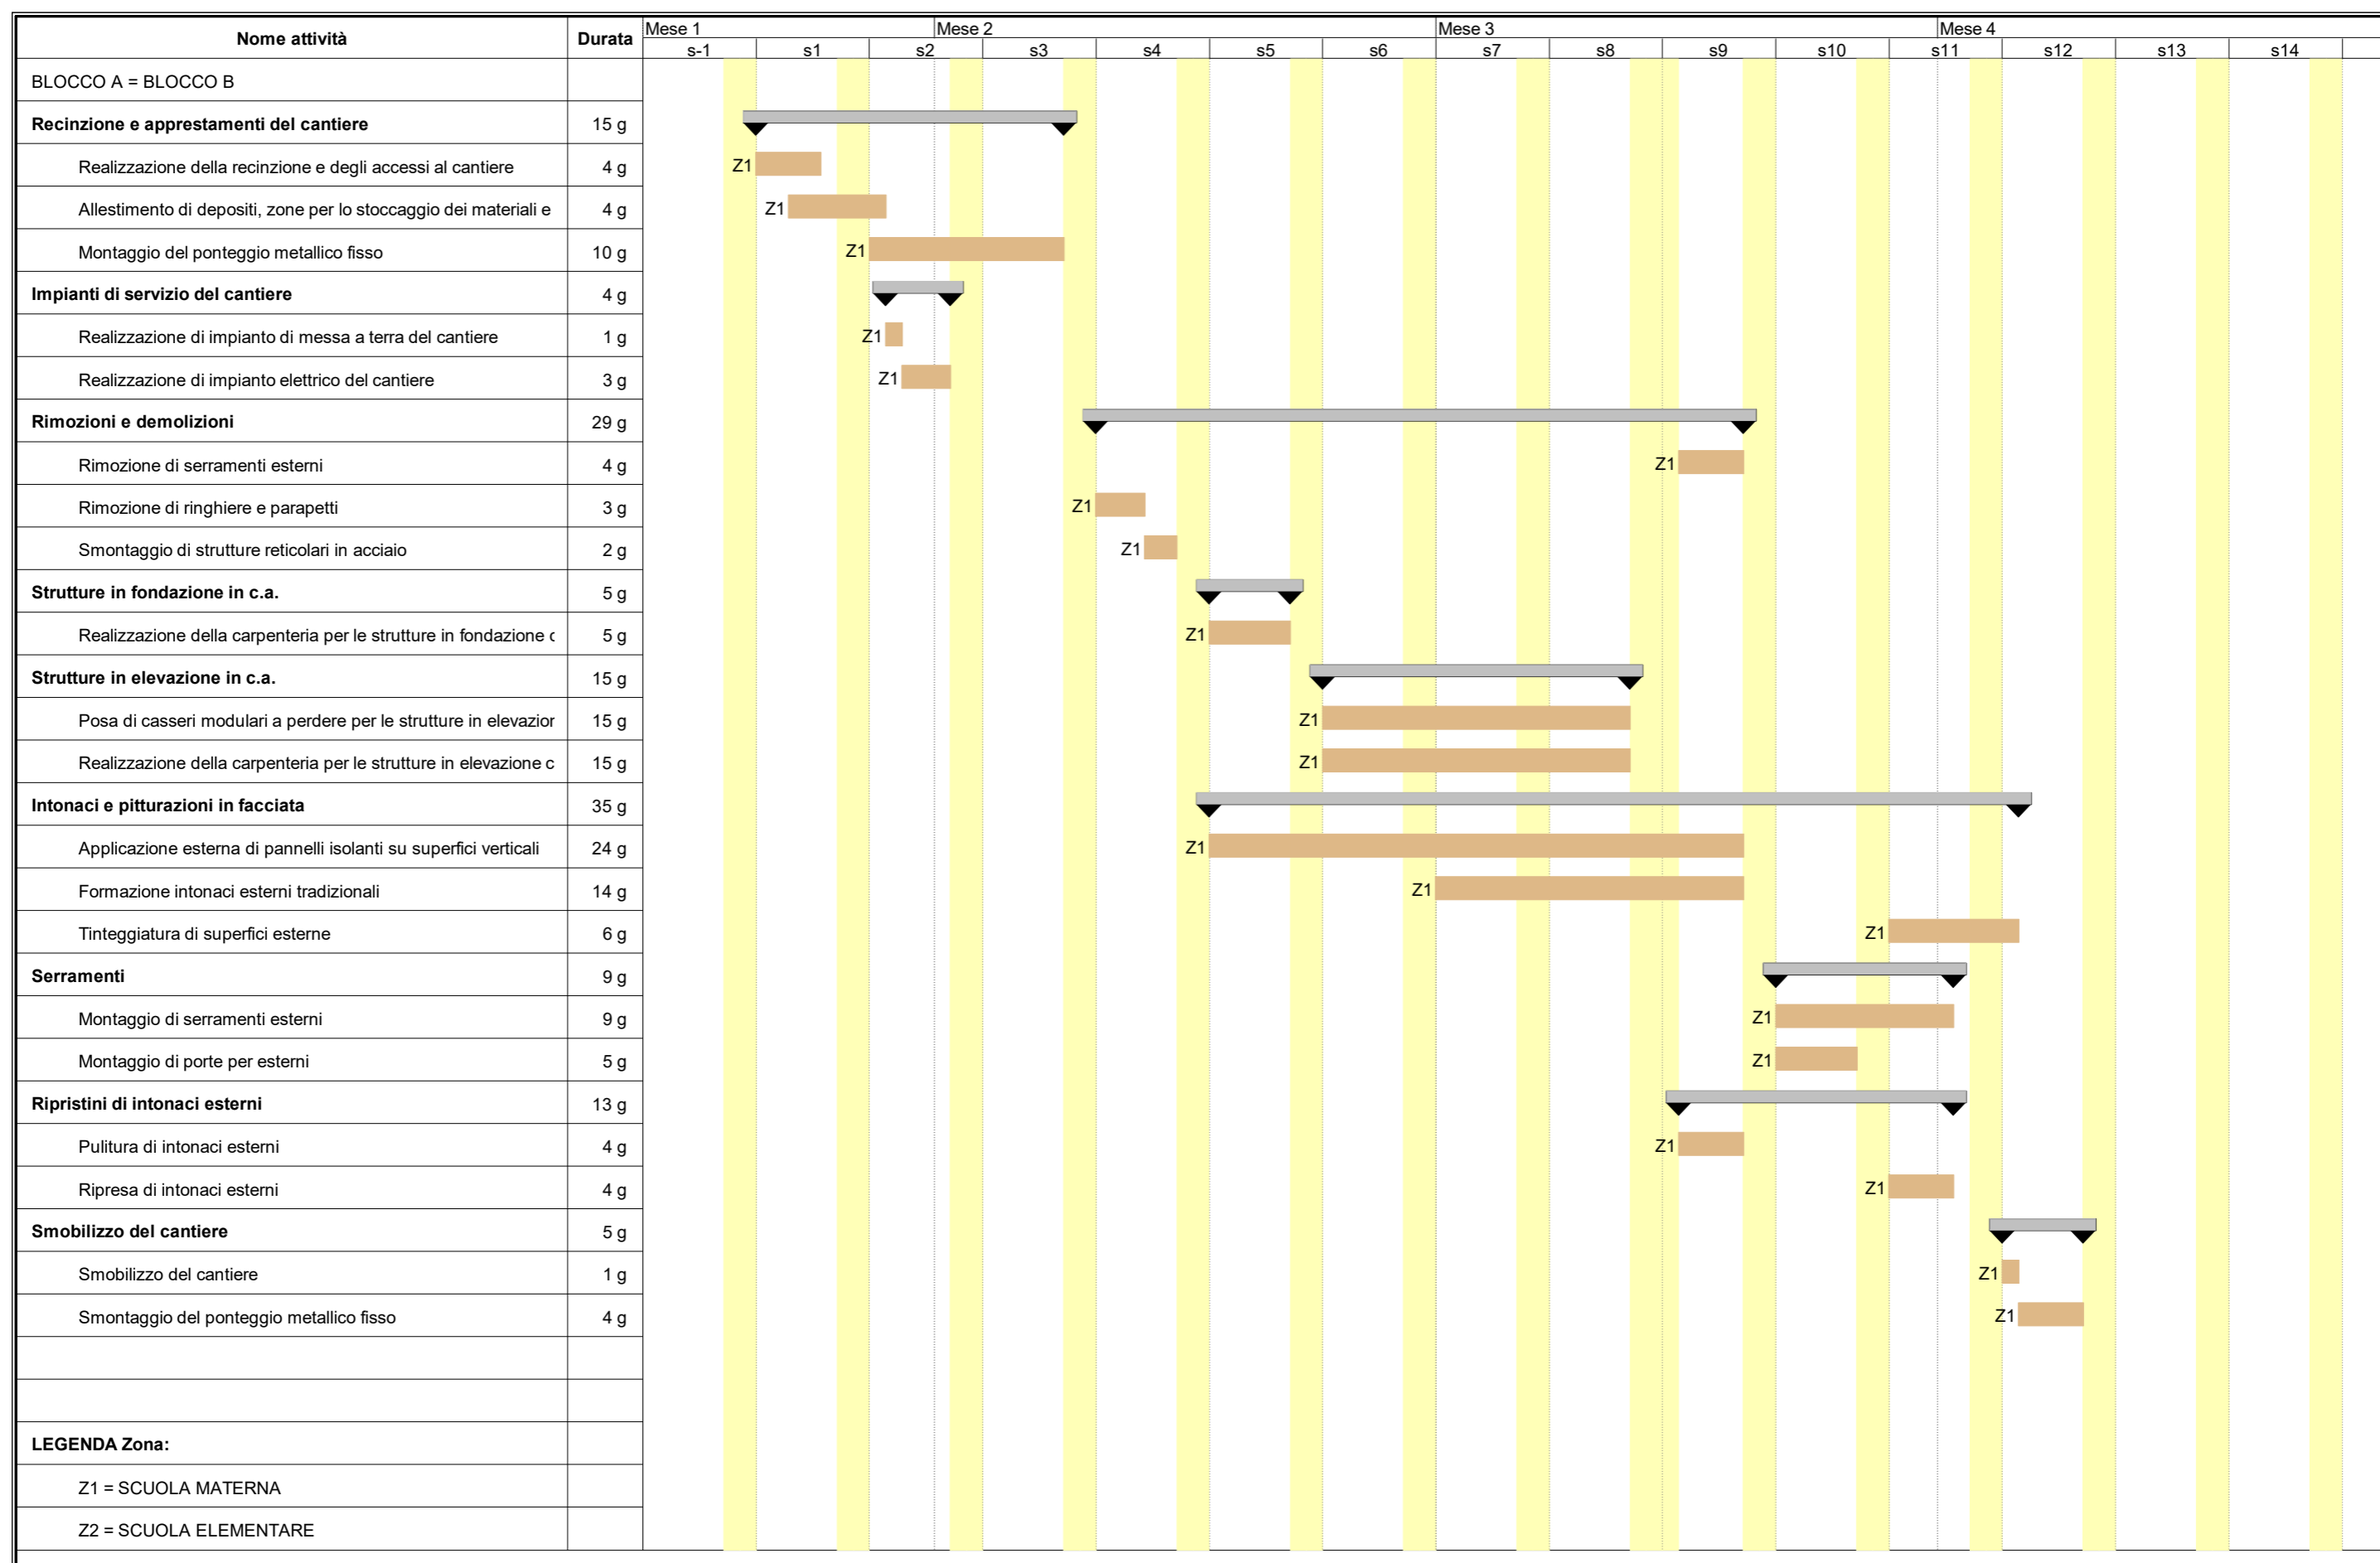 Nome attività Durata Mese 1 Mese 2 Mese 3 Mese 4
s-1 s1 s2 s3 s4 s5 s6 s7 s8 s9 s10 s11 s12 s13 s14
BLOCCO A = BLOCCO B
Recinzione e apprestamenti del cantiere 15 g
Realizzazione della recinzione e degli accessi al cantiere 4 g Z1
Allestimento di depositi, zone per lo stoccaggio dei materiali e 4 g Z1
Montaggio del ponteggio metallico fisso 10 g Z1
Impianti di servizio del cantiere 4 g
Realizzazione di impianto di messa a terra del cantiere 1 g Z1
Realizzazione di impianto elettrico del cantiere 3 g Z1
Rimozioni e demolizioni 29 g
Rimozione di serramenti esterni 4 g Z1
Rimozione di ringhiere e parapetti 3 g Z1
Smontaggio di strutture reticolari in acciaio 2 g Z1
Strutture in fondazione in c.a. 5 g
Realizzazione della carpenteria per le strutture in fondazione c 5 g Z1
Strutture in elevazione in c.a. 15 g
Posa di casseri modulari a perdere per le strutture in elevazior 15 g Z1
Realizzazione della carpenteria per le strutture in elevazione c 15 g Z1
Intonaci e pitturazioni in facciata 35 g
Applicazione esterna di pannelli isolanti su superfici verticali 24 g Z1
Formazione intonaci esterni tradizionali 14 g Z1
Tinteggiatura di superfici esterne 6 g Z1
Serramenti 9 g
Montaggio di serramenti esterni 9 g Z1
Montaggio di porte per esterni 5 g Z1
Ripristini di intonaci esterni 13 g
Pulitura di intonaci esterni 4 g Z1
Ripresa di intonaci esterni 4 g Z1
Smobilizzo del cantiere 5 g
Smobilizzo del cantiere 1 g Z1
Smontaggio del ponteggio metallico fisso 4 g Z1
LEGENDA Zona:
Z1 = SCUOLA MATERNA
Z2 = SCUOLA ELEMENTARE